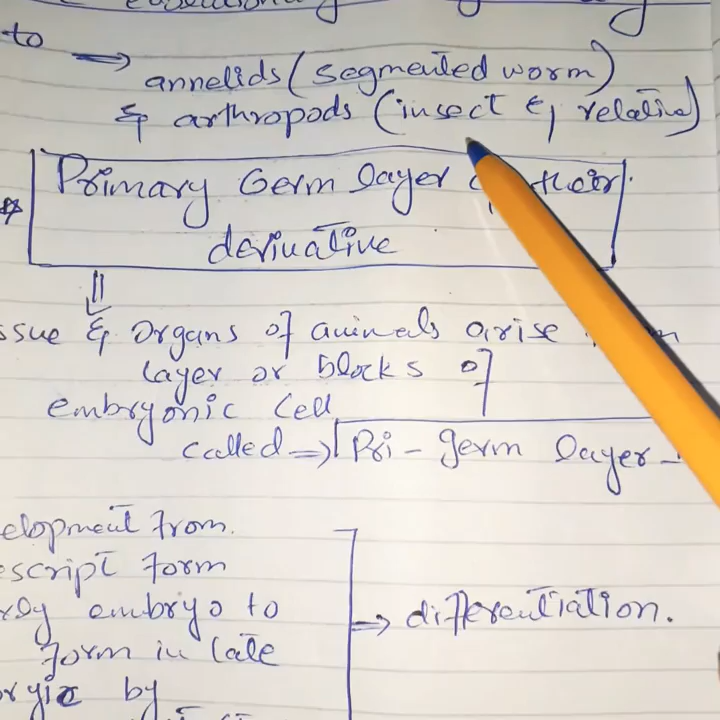 to → annelids (segmented worm)
& arthropods (insect & relative)
Primary Germ layer & their
derivative
ssue & Organs of animals arise
layer or blocks of
embryonic cell
called ⇒ Pri - germ layer -
elopment from
escript form
embryo to
form in late
⇒ differentiation.
by